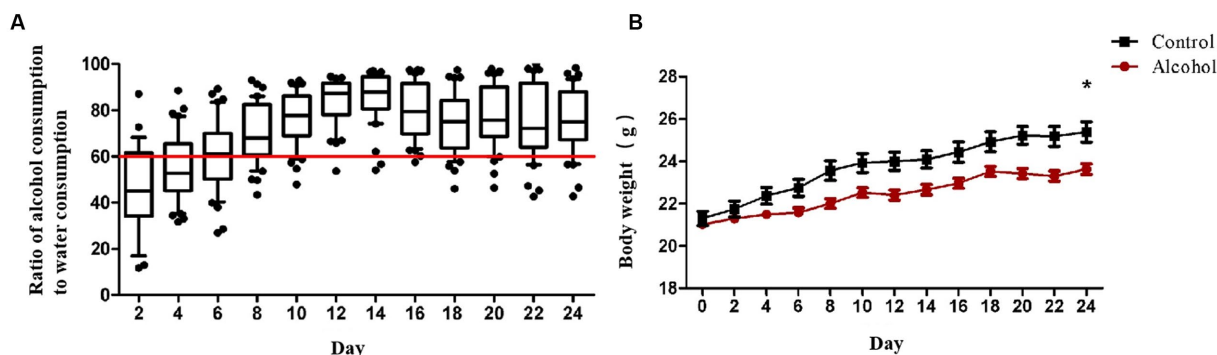 A
Ratio of alcohol consumption
to water consumption
100
80
60
40
20
0
2 4 6 8 10 12 14 16 18 20 22 24
Day
B
Control
Alcohol
Body weight (g)
28
26
24
22
20
18
*
0 2 4 6 8 10 12 14 16 18 20 22 24
Day